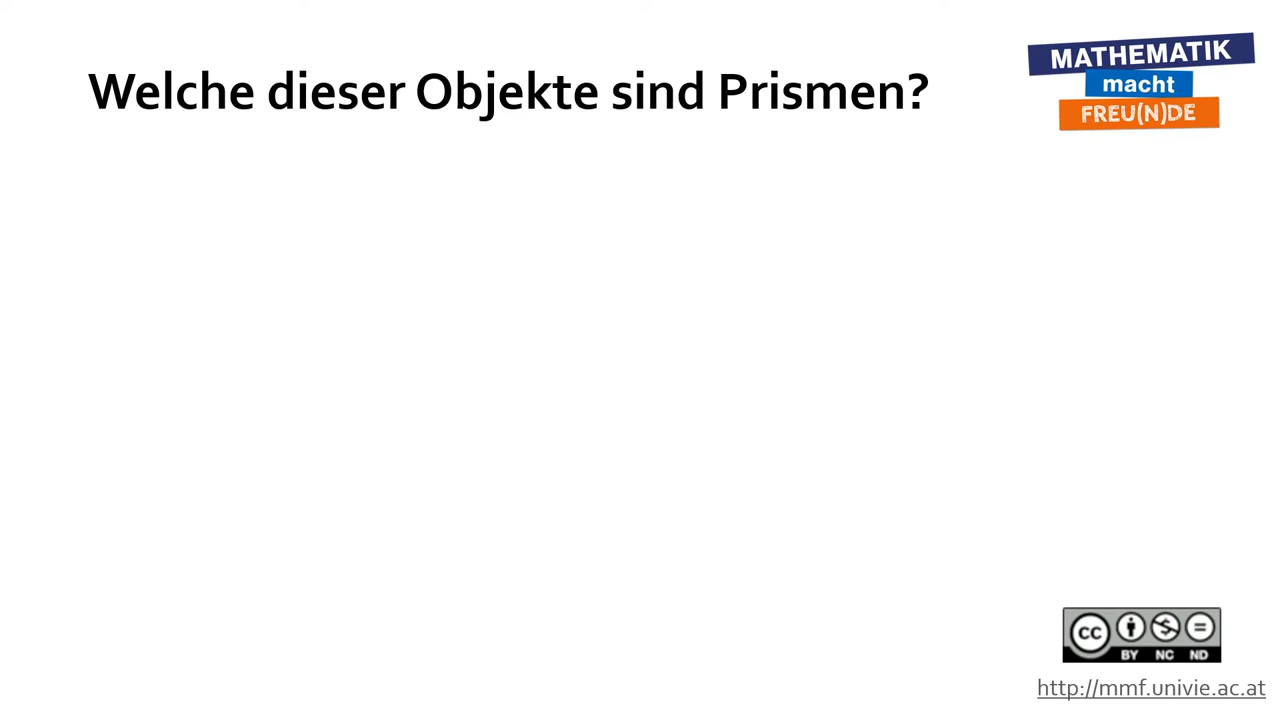 Welche dieser Objekte sind Prismen?
MATHEMATIK
macht
FREU(N)DE
CC BY NC ND
http://mmf.univie.ac.at